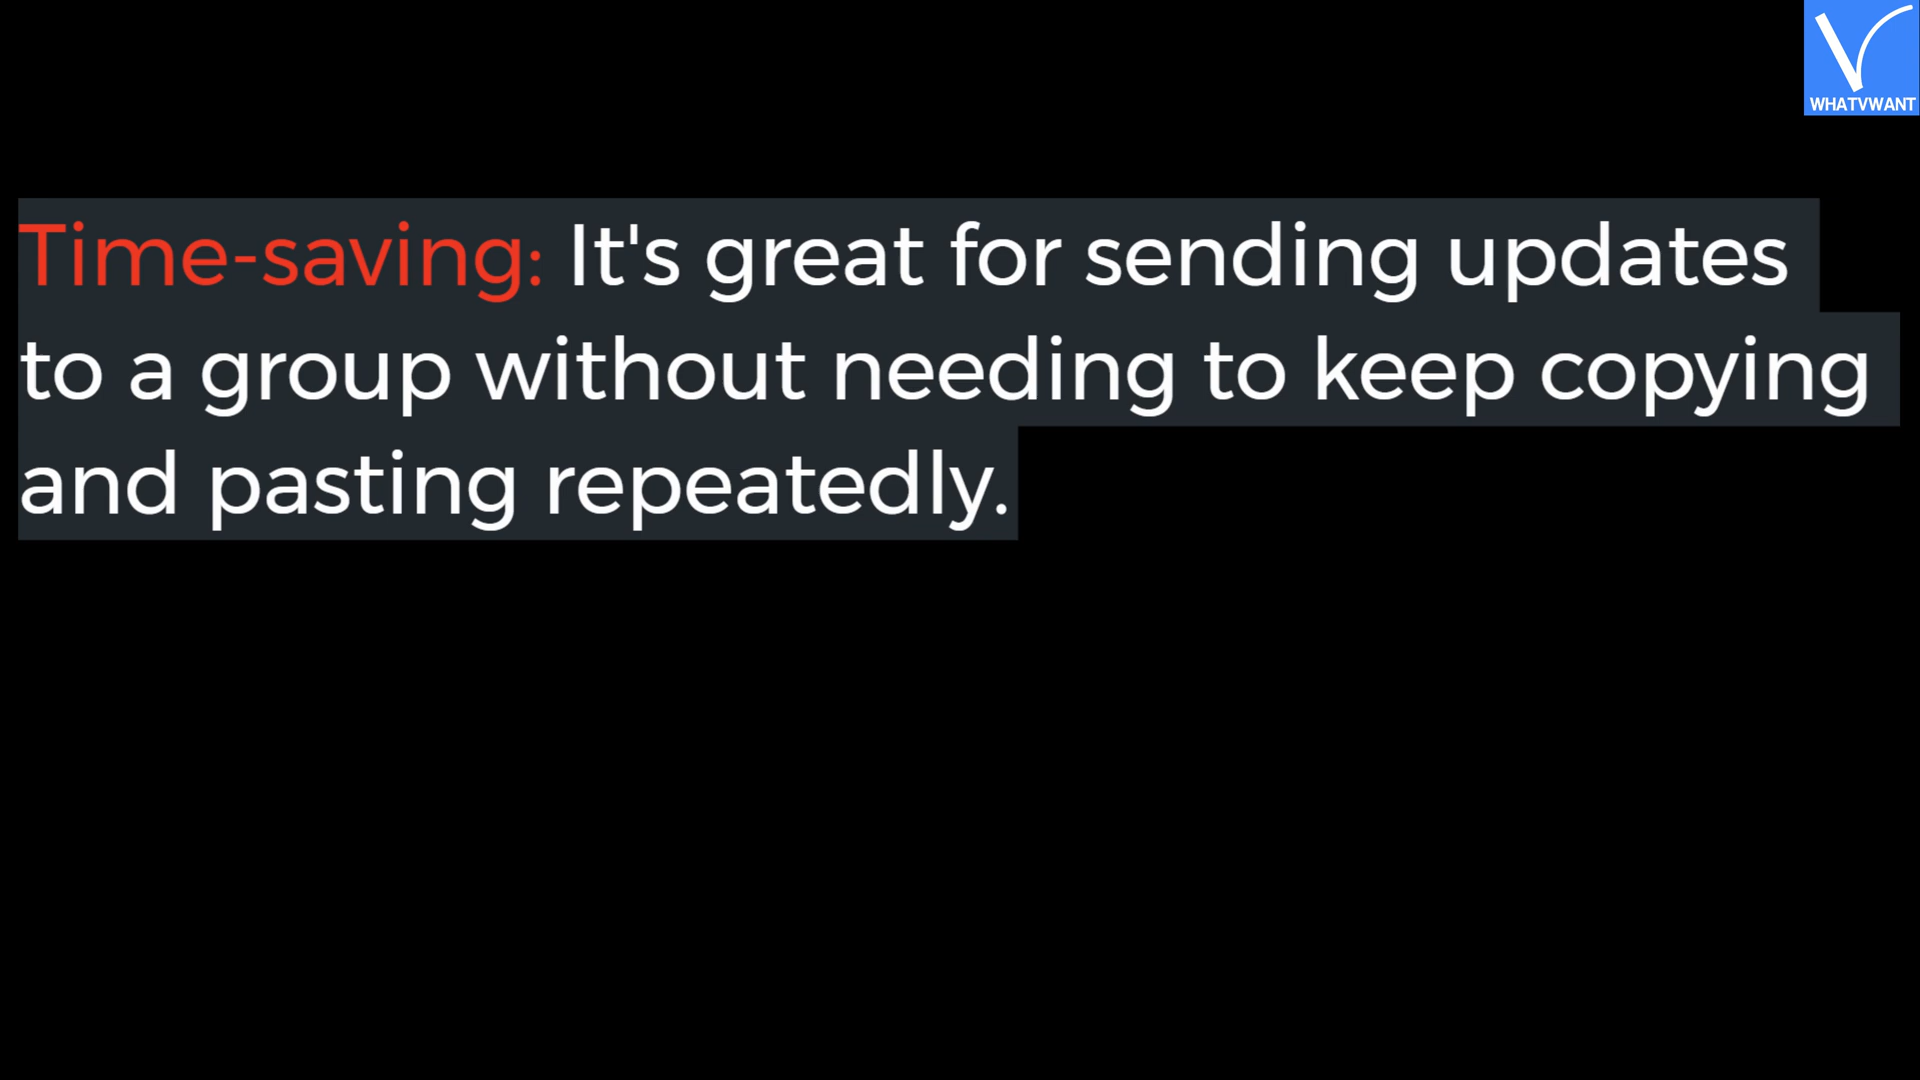 WHATVWANT
Time-saving: It's great for sending updates
to a group without needing to keep copying
and pasting repeatedly.